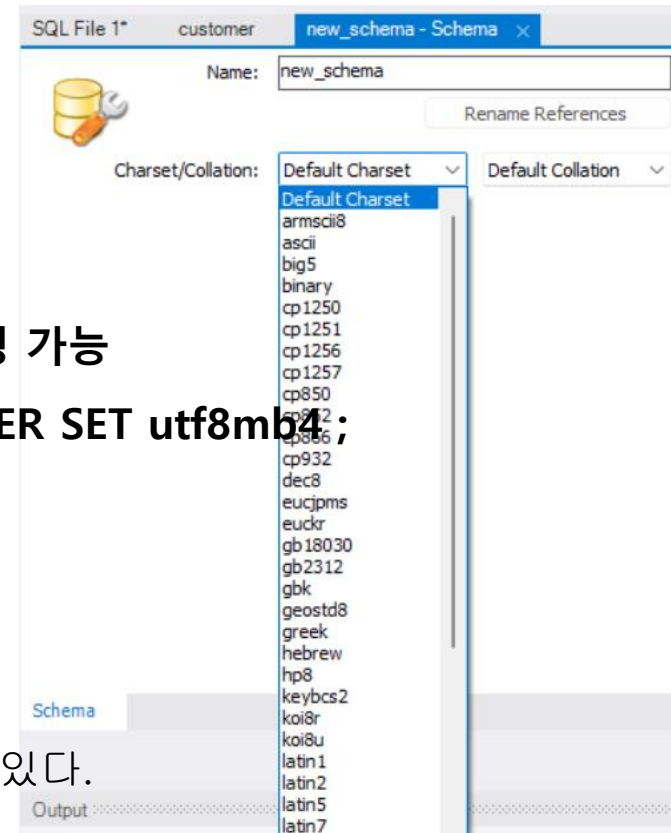 SQL File 1* customer new_schema - Schema ×
Name: new_schema
Rename References
Charset/Collation: Default Charset Default Collation
Default Charset
armscii8
ascii
big5
binary
cp1250
cp1251
가능
cp1256
cp1257
cp850
ER SET utf8mb4 ;
cp866
cp932
dec8
eucjpms
euckr
gb18030
gb2312
gbk
geostd8
greek
hebrew
hp8
keybcs2
Schema
koi8r
koi8u
latin1
있다.
latin2
Output latin5
latin7